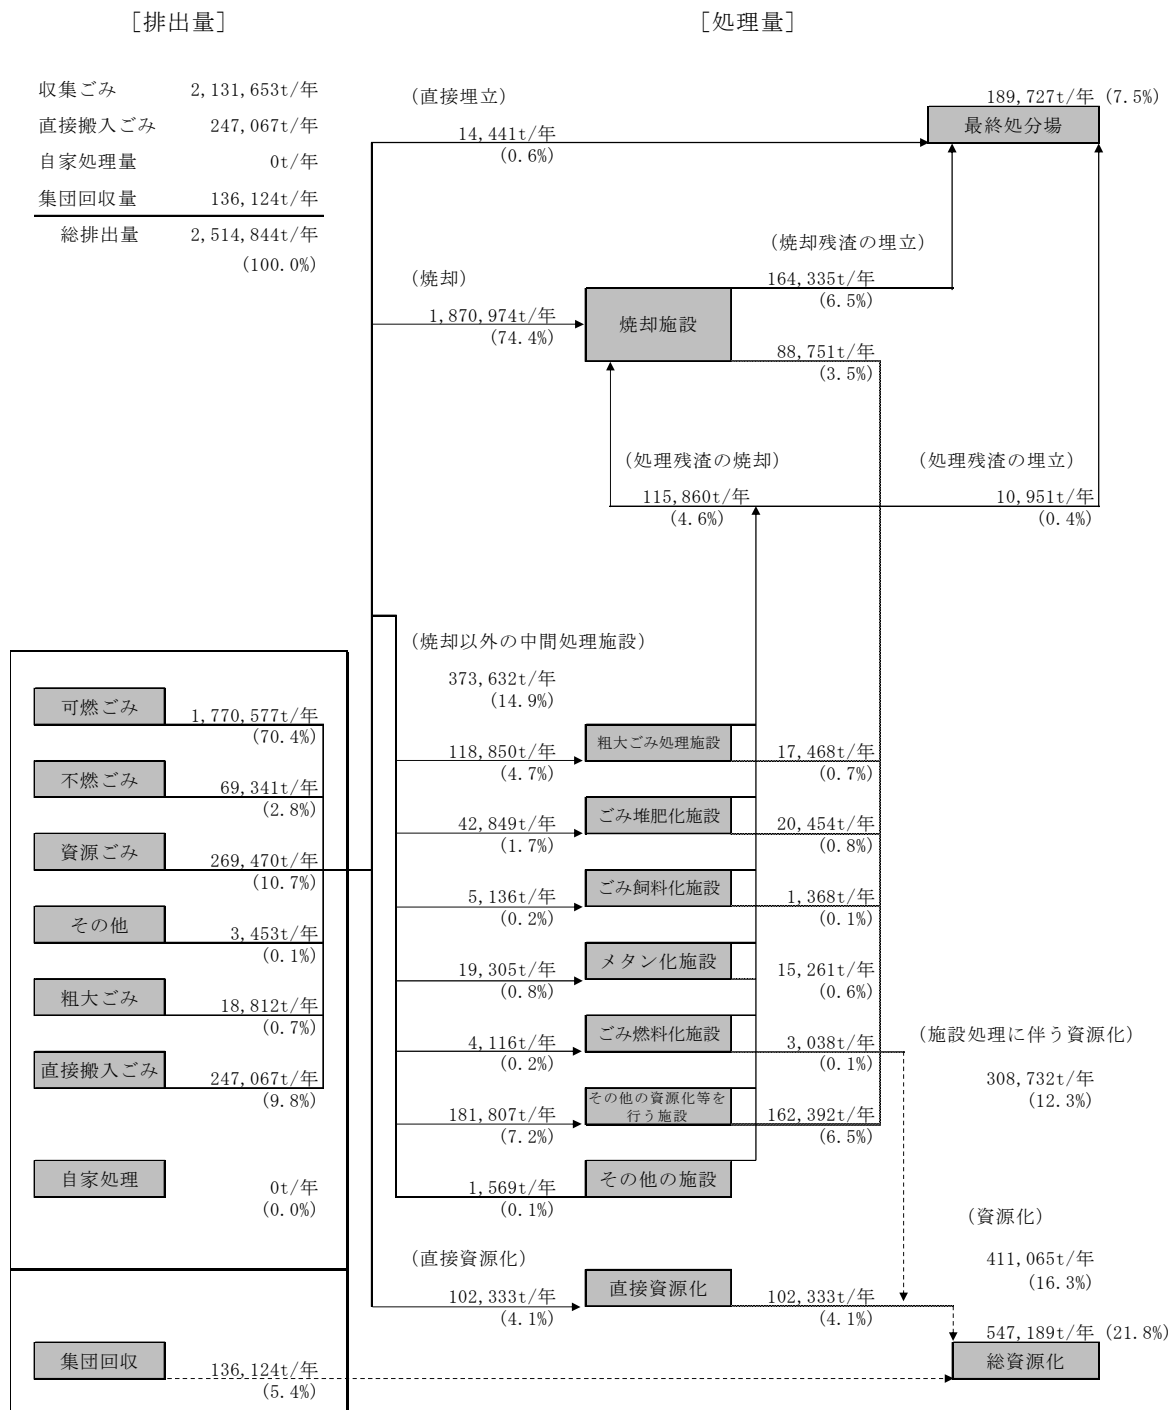 ［排出量］
［処理量］
収集ごみ 2,131,653t/年
直接搬入ごみ 247,067t/年
自家処理量 0t/年
集団回収量 136,124t/年
総排出量 2,514,844t/年
(100.0%)
(直接埋立)
14,441t/年
(0.6%)
189,727t/年 (7.5%)
最終処分場
(焼却)
1,870,974t/年
(74.4%)
焼却施設
(焼却残渣の埋立)
164,335t/年
(6.5%)
88,751t/年
(3.5%)
(処理残渣の焼却)
115,860t/年
(4.6%)
(処理残渣の埋立)
10,951t/年
(0.4%)
可燃ごみ 1,770,577t/年
(70.4%)
不燃ごみ 69,341t/年
(2.8%)
資源ごみ 269,470t/年
(10.7%)
その他 3,453t/年
(0.1%)
粗大ごみ 18,812t/年
(0.7%)
直接搬入ごみ 247,067t/年
(9.8%)
自家処理 0t/年
(0.0%)
集団回収 136,124t/年
(5.4%)
(焼却以外の中間処理施設)
373,632t/年
(14.9%)
118,850t/年 粗大ごみ処理施設 17,468t/年
(4.7%) (0.7%)
42,849t/年 ごみ堆肥化施設 20,454t/年
(1.7%) (0.8%)
5,136t/年 ごみ飼料化施設 1,368t/年
(0.2%) (0.1%)
19,305t/年 メタン化施設 15,261t/年
(0.8%) (0.6%)
4,116t/年 ごみ燃料化施設 3,038t/年
(0.2%) (0.1%)
その他の資源化等を
行う施設
181,807t/年 162,392t/年
(7.2%) (6.5%)
1,569t/年 その他の施設
(0.1%)
(施設処理に伴う資源化)
308,732t/年
(12.3%)
(直接資源化)
102,333t/年 直接資源化 102,333t/年
(4.1%) (4.1%)
(資源化)
411,065t/年
(16.3%)
547,189t/年 (21.8%)
総資源化